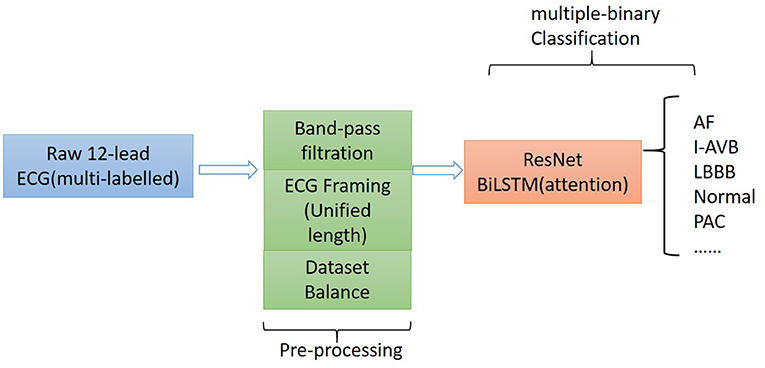 multiple-binary
Classification
Raw 12-lead
ECG(multi-labelled)
Band-pass
filtration
ECG Framing
(Unified
length)
Dataset
Balance
Pre-processing
ResNet
BiLSTM(attention)
AF
I-AVB
LBBB
Normal
PAC
......